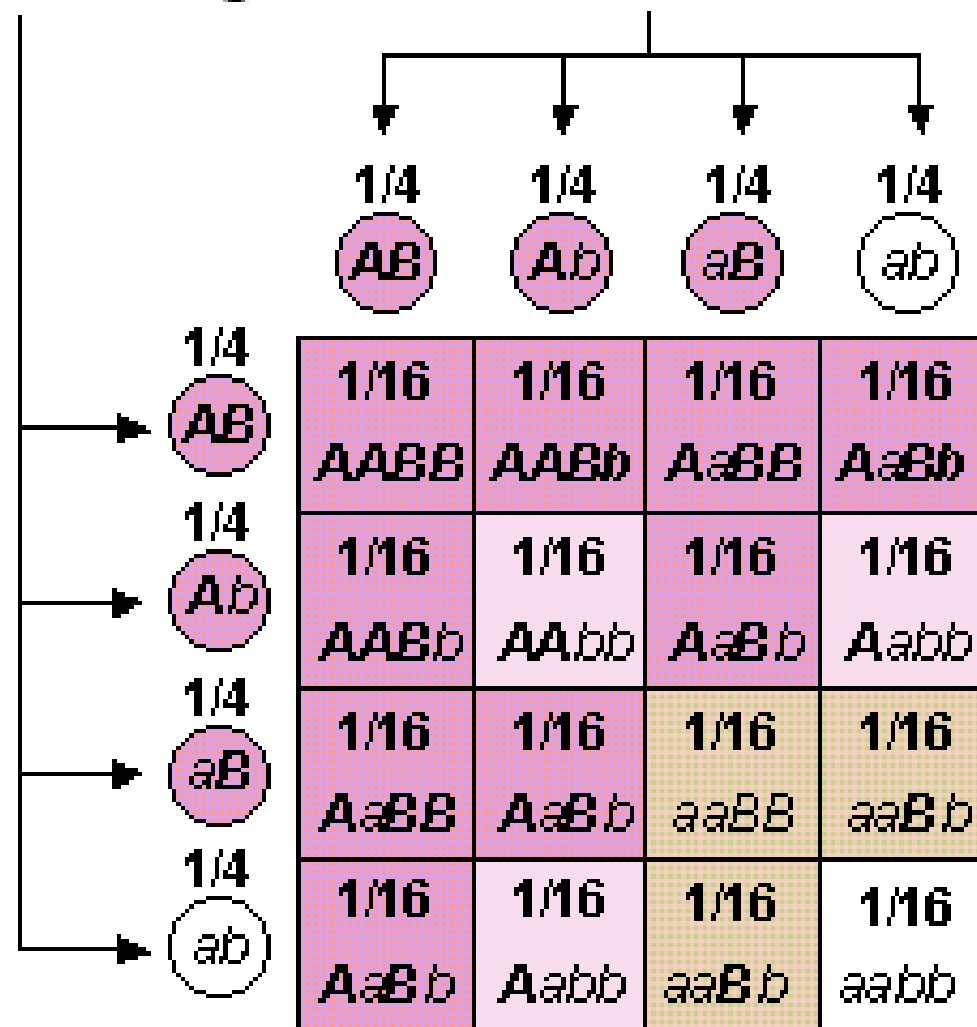 1/4 1/4 1/4 1/4
AB Ab aB ab
1/4
AB
1/16 1/16 1/16 1/16
AABB AABb AaBB AaBb
1/4
Ab
1/16 1/16 1/16 1/16
AABb AAbb AaBb Aabb
1/4
aB
1/16 1/16 1/16 1/16
AaBB AaBb aaBB aaBb
1/4
ab
1/16 1/16 1/16 1/16
AaBb Aabb aaBb aabb